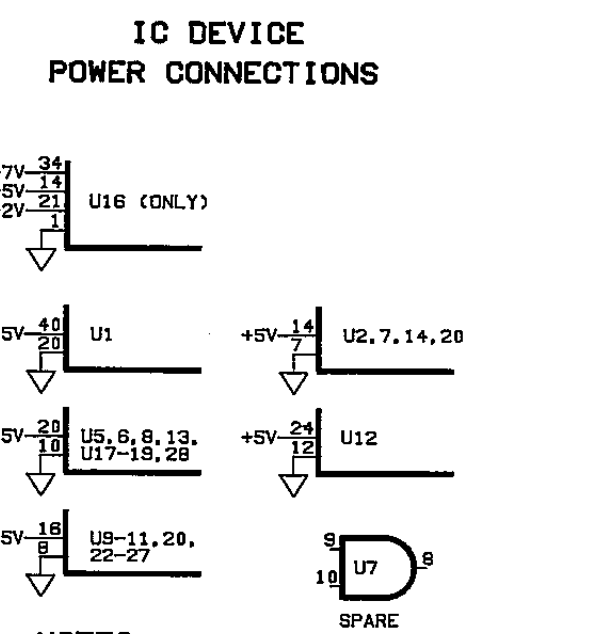 IC DEVICE
POWER CONNECTIONS
7V 34
5V 14
2V 21
1
U16 (ONLY)
5V 40
20
U1
+5V 14
7
U2,7,14,20
5V 20
10
U5,6,8,13,
U17-19,28
+5V 24
12
U12
5V 16
8
U9-11,20,
22-27
9
10
U7
8
SPARE